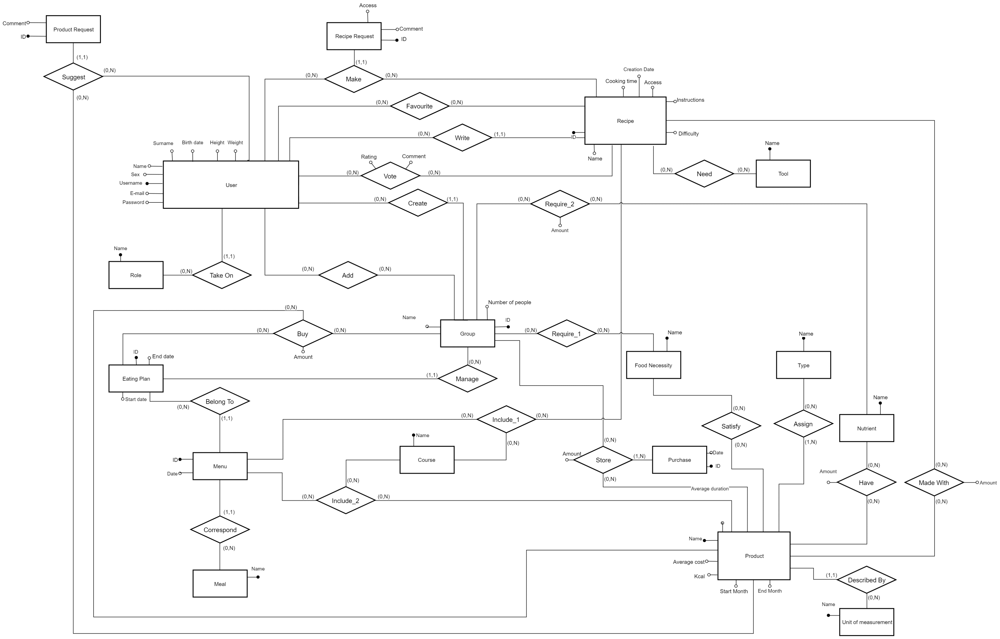 Access
Comment
Product Request
ID
Recipe Request
Comment
ID
(1,1)
(1,1)
Suggest
(0,N)
(0,N)
Make
(0,N)
(0,N)
Creation Date
Cooking time
Access
(0,N)
Favourite
(0,N)
Instructions
Recipe
(0,N)
Write
(1,1)
ID
Difficulty
Name
Surname
Birth date
Height
Weight
Name
Sex
Username
E-mail
Password
User
Rating
Comment
(0,N)
Vote
(0,N)
Name
(0,N)
Need
(0,N)
Tool
(0,N)
Create
(1,1)
(0,N)
Require_2
(0,N)
Amount
Name
(1,1)
Role
(0,N)
Take On
(0,N)
Add
(0,N)
Number of people
(0,N)
Name
ID
(0,N)
Buy
(0,N)
Amount
Group
(0,N)
Require_1
(0,N)
Name
Name
ID
End date
Eating Plan
Start date
(0,N)
(1,1)
Manage
Food Necessity
Type
Belong To
(0,N)
(1,1)
(0,N)
Include_1
(0,N)
(0,N)
Name
(0,N)
Satisfy
(0,N)
(0,N)
Assign
(1,N)
Name
Nutrient
Name
Course
ID
Menu
Date
(0,N)
Amount
Store
(1,N)
(0,N)
Purchase
Date
ID
(0,N)
(0,N)
Include_2
(0,N)
Average duration
(0,N)
Amount
Have
(0,N)
(0,N)
Made With
Amount
(0,N)
(1,1)
Correspond
(0,N)
Name
Meal
Name
Product
Average cost
Kcal
Start Month
End Month
(1,1)
Described By
(0,N)
Name
Unit of measurement